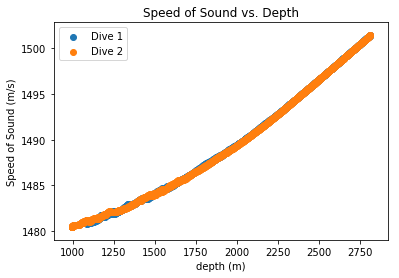 Speed of Sound vs. Depth
Dive 1
Dive 2
1500
1495
1490
1485
1480
Speed of Sound (m/s)
1000 1250 1500 1750 2000 2250 2500 2750
depth (m)